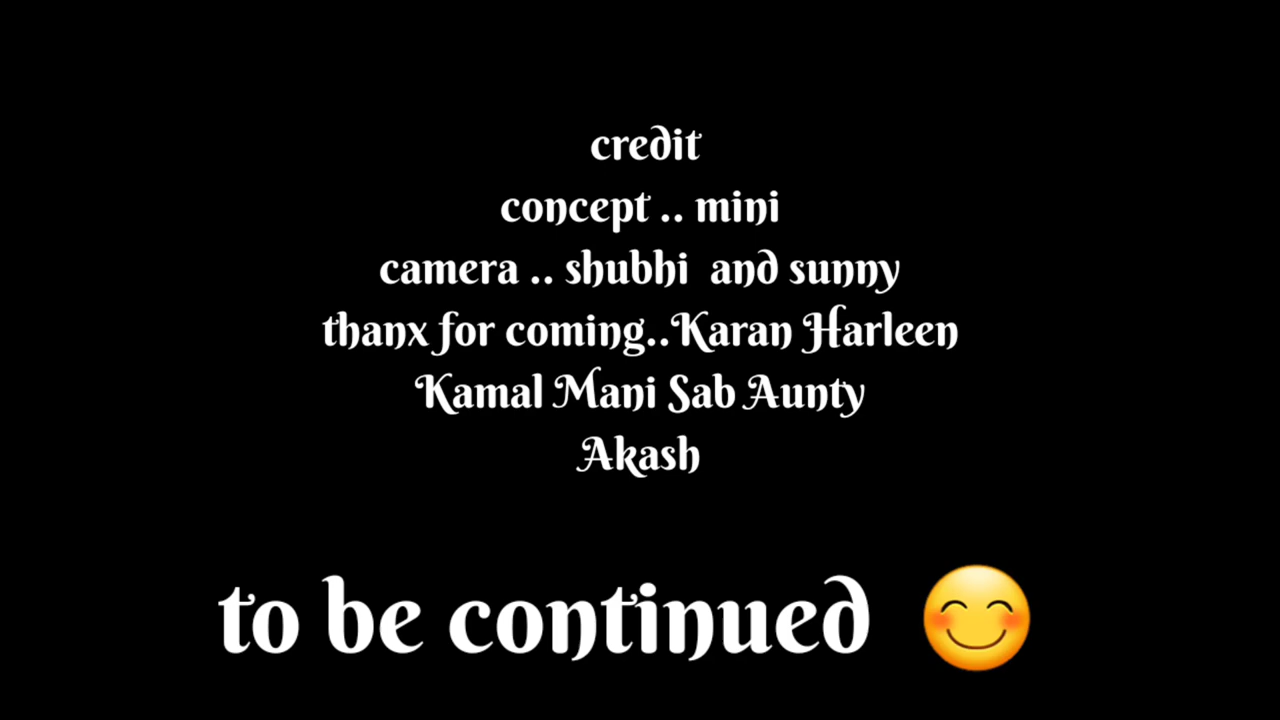 credit
concept .. mini
camera .. shubhi and sunny
thanx for coming..Karan Harleen
Kamal Mani Sab Aunty
Akash
to be continued 😊